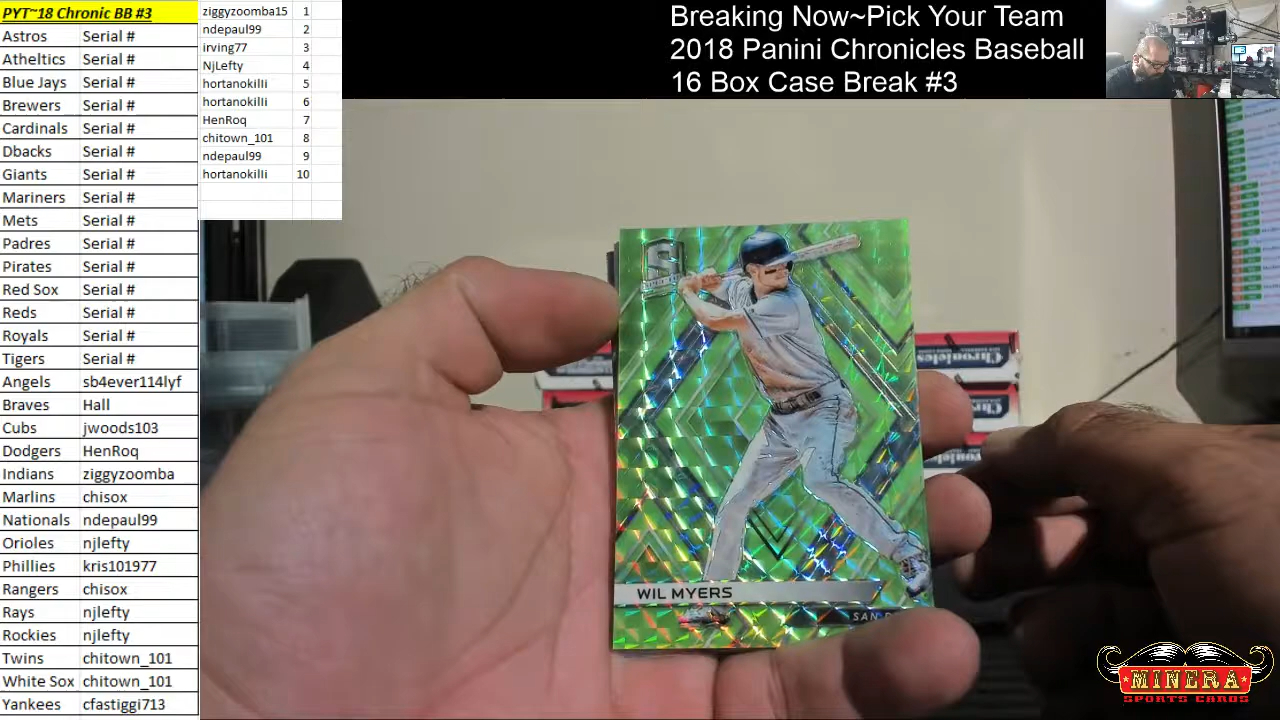 PYT~18 Chronic BB #3
Astros Serial #
Atheltics Serial #
Blue Jays Serial #
Brewers Serial #
Cardinals Serial #
Dbacks Serial #
Giants Serial #
Mariners Serial #
Mets Serial #
Padres Serial #
Pirates Serial #
Red Sox Serial #
Reds Serial #
Royals Serial #
Tigers Serial #
Angels sb4ever114lyf
Braves Hall
Cubs jwoods103
Dodgers HenRoq
Indians ziggyzoomba
Marlins chisox
Nationals ndepaul99
Orioles njlefty
Phillies kris101977
Rangers chisox
Rays njlefty
Rockies njlefty
Twins chitown_101
White Sox chitown_101
Yankees cfastiggi713
ziggyzoomba15 1
ndepaul99 2
irving77 3
NjLefty 4
hortanokilli 5
hortanokilli 6
HenRoq 7
chitown_101 8
ndepaul99 9
hortanokilli 10
Breaking Now~Pick Your Team
2018 Panini Chronicles Baseball
16 Box Case Break #3
WIL MYERS
SAN
Chronicles
MINERA
SPORTS CARDS